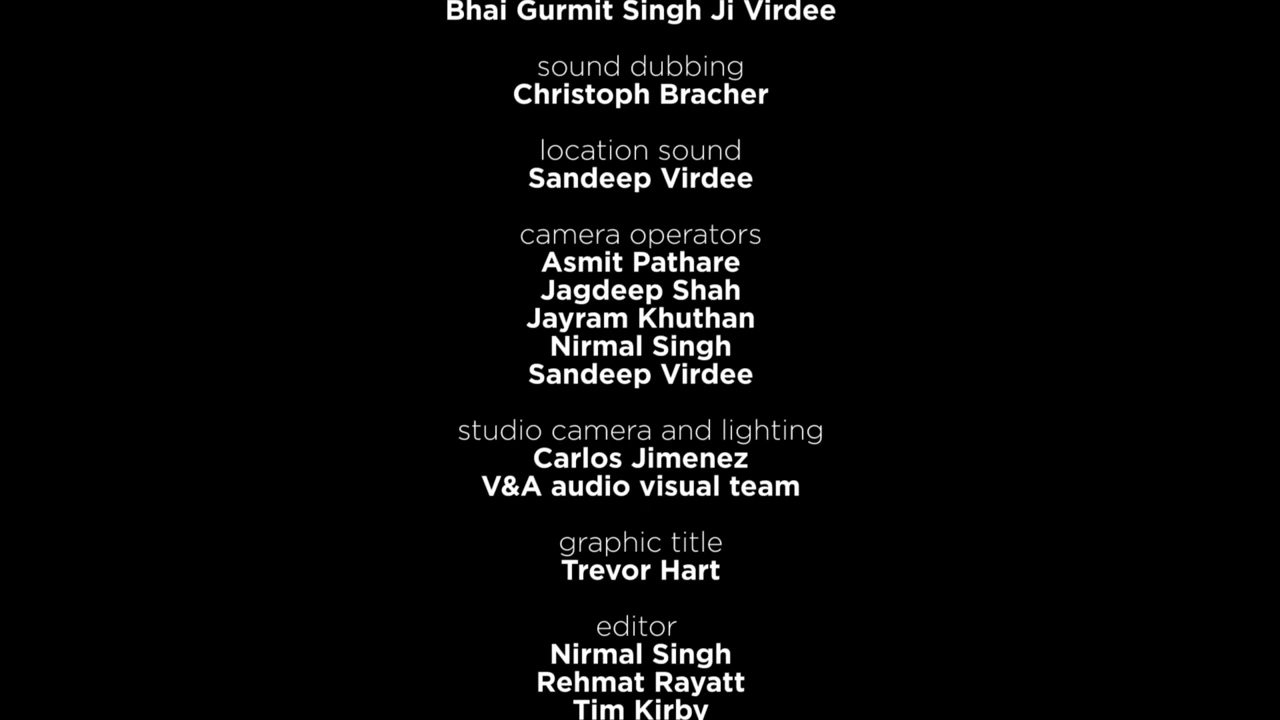 Bhai Gurmit Singh Ji Virdee
sound dubbing
Christoph Bracher
location sound
Sandeep Virdee
camera operators
Asmit Pathare
Jagdeep Shah
Jayram Khuthan
Nirmal Singh
Sandeep Virdee
studio camera and lighting
Carlos Jimenez
V&A audio visual team
graphic title
Trevor Hart
editor
Nirmal Singh
Rehmat Rayatt
Tim Kirby